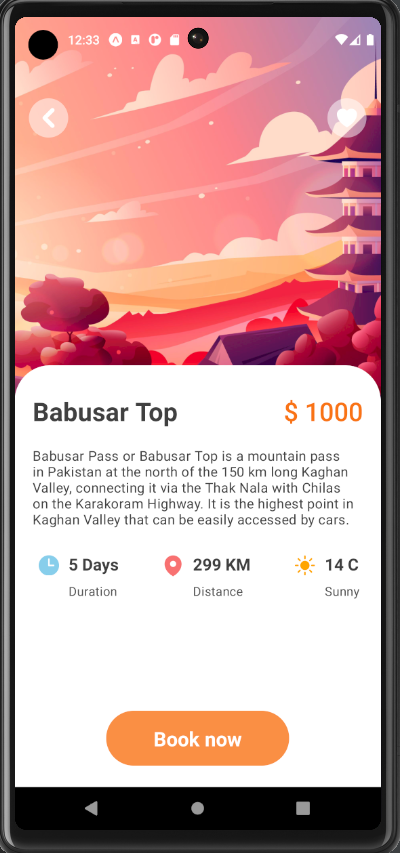 12:33
Babusar Top
$ 1000
Babusar Pass or Babusar Top is a mountain pass
in Pakistan at the north of the 150 km long Kaghan
Valley, connecting it via the Thak Nala with Chilas
on the Karakoram Highway. It is the highest point in
Kaghan Valley that can be easily accessed by cars.
5 Days
299 KM
14 C
Duration
Distance
Sunny
Book now